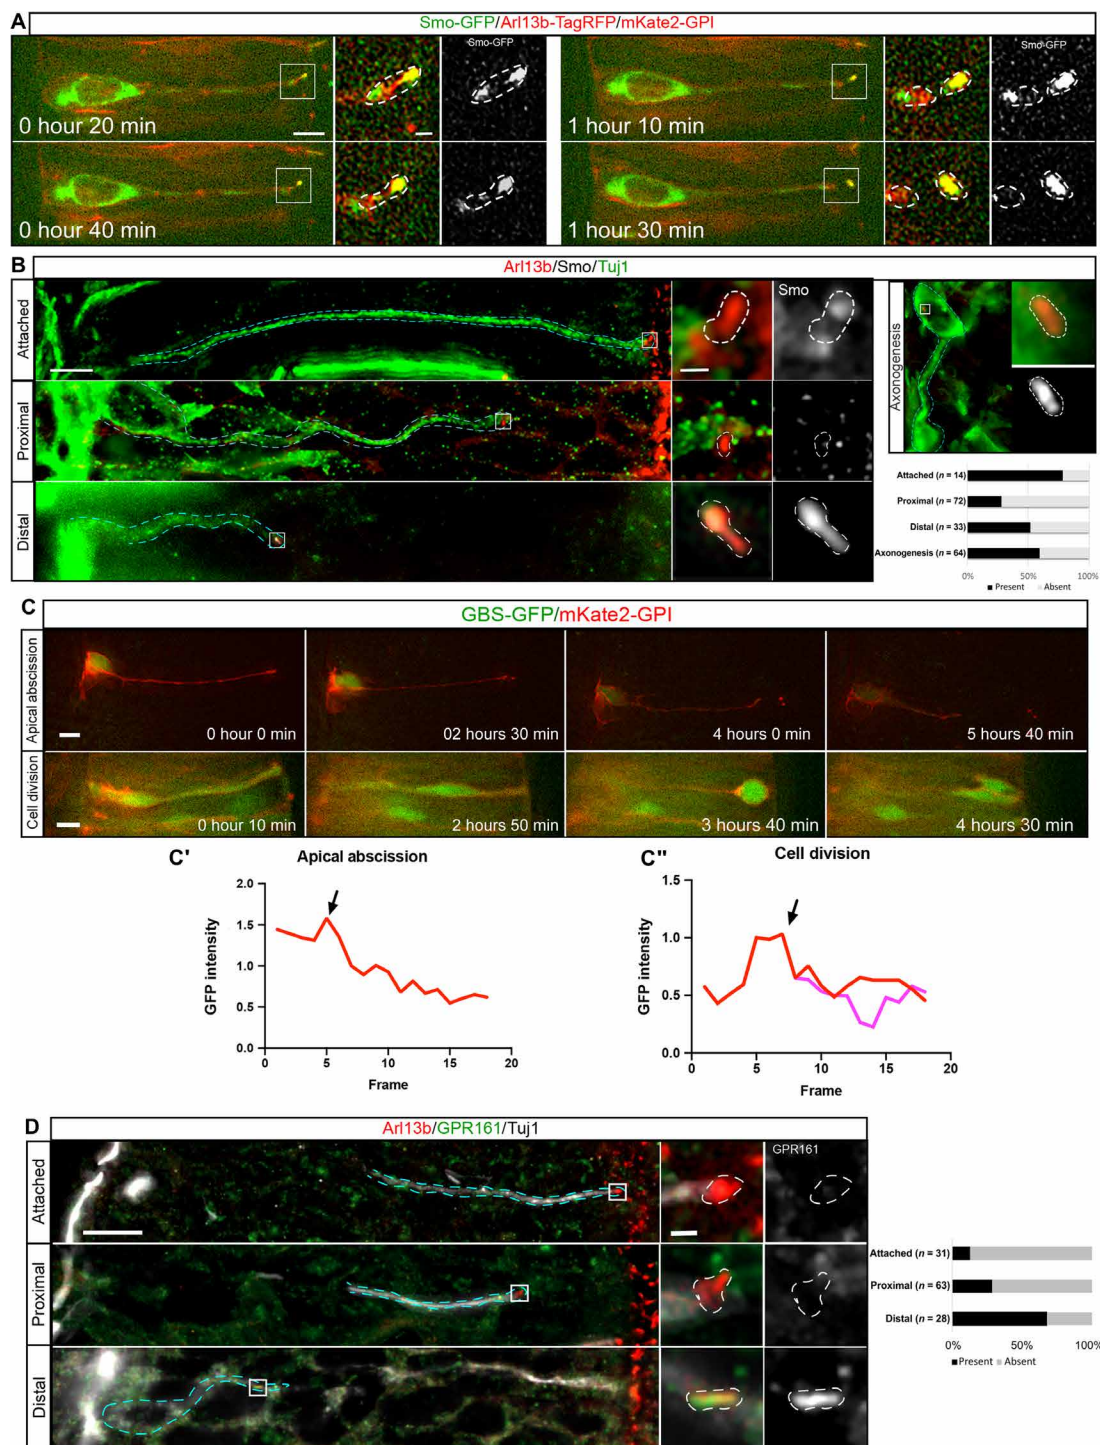 A
Smo-GFP/Arl13b-TagRFP/mKate2-GPI
Smo-GFP
Smo-GFP
0 hour 20 min
1 hour 10 min
0 hour 40 min
1 hour 30 min
B
Arl13b/Smo/Tuj1
Attached
Smo
Proximal
Distal
Axonogenesis
Attached (n = 14)
Proximal (n = 72)
Distal (n = 33)
Axonogenesis (n = 64)
0% 50% 100%
Present Absent
C
GBS-GFP/mKate2-GPI
Apical abscission
0 hour 0 min
02 hours 30 min
4 hours 0 min
5 hours 40 min
Cell division
0 hour 10 min
2 hours 50 min
3 hours 40 min
4 hours 30 min
C'
Apical abscission
GFP intensity
2.0
1.5
1.0
0.5
0.0
0 5 10 15 20
Frame
C"
Cell division
GFP intensity
1.5
1.0
0.5
0.0
0 5 10 15 20
Frame
D
Arl13b/GPR161/Tuj1
Attached
GPR161
Proximal
Distal
Attached (n = 31)
Proximal (n = 63)
Distal (n = 28)
0% 50% 100%
Present Absent